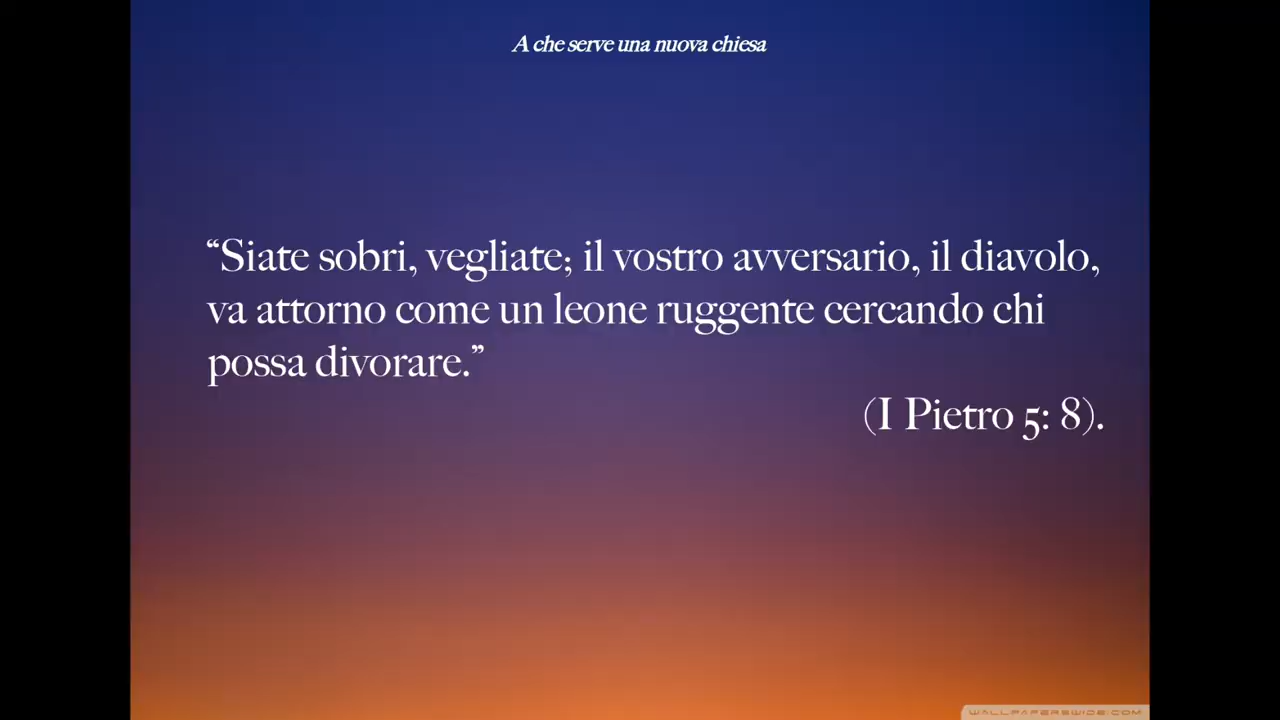 A che serve una nuova chiesa
“Siate sobri, vegliate; il vostro avversario, il diavolo,
va attorno come un leone ruggente cercando chi
possa divorare.”
(I Pietro 5: 8).
WALLPAPERSWIDE.COM